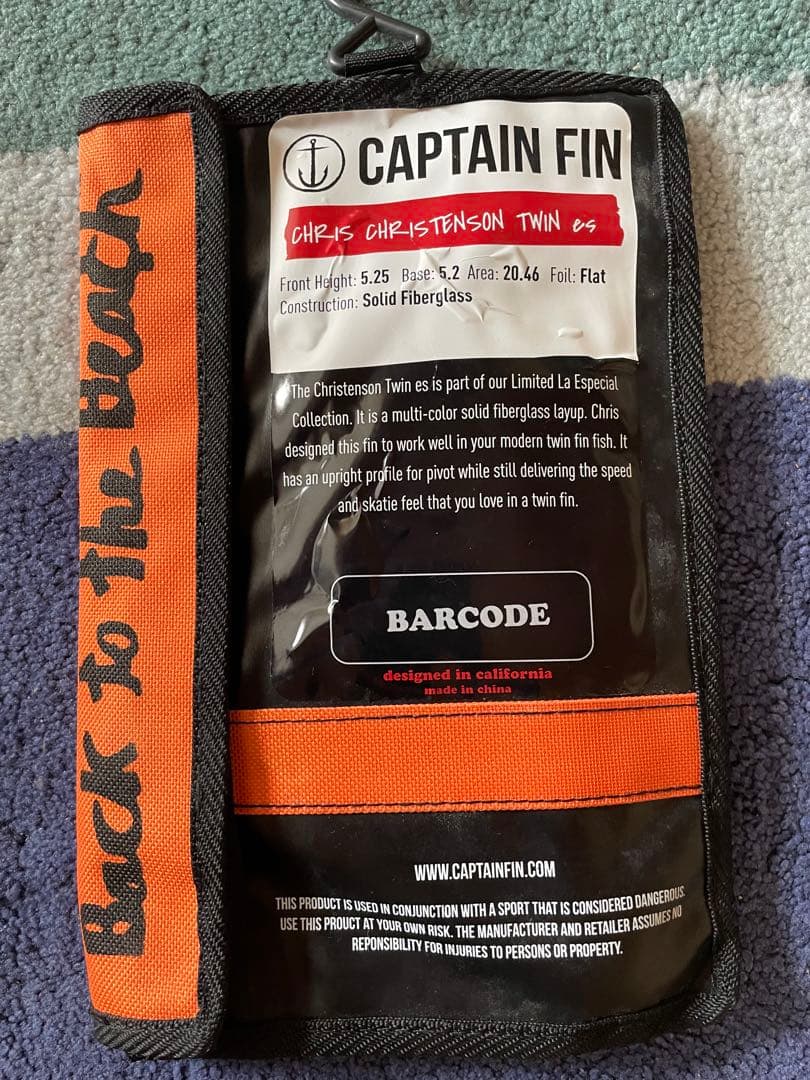 Back to the Beach
CAPTAIN FIN
CHRIS CHRISTENSON TWIN es
Front Height: 5.25 Base: 5.2 Area: 20.46 Foil: Flat
Construction: Solid Fiberglass
The Christenson Twin es is part of our Limited La Especial
Collection. It is a multi-color solid fiberglass layup. Chris
designed this fin to work well in your modern twin fin fish. It
has an upright profile for pivot while still delivering the speed
and skatie feel that you love in a twin fin.
BARCODE
designed in california
made in china
WWW.CAPTAINFIN.COM
THIS PRODUCT IS USED IN CONJUNCTION WITH A SPORT THAT IS CONSIDERED DANGEROUS.
USE THIS PROUCT AT YOUR OWN RISK. THE MANUFACTURER AND RETAILER ASSUMES NO
REPONSIBILITY FOR INJURIES TO PERSONS OR PROPERTY.